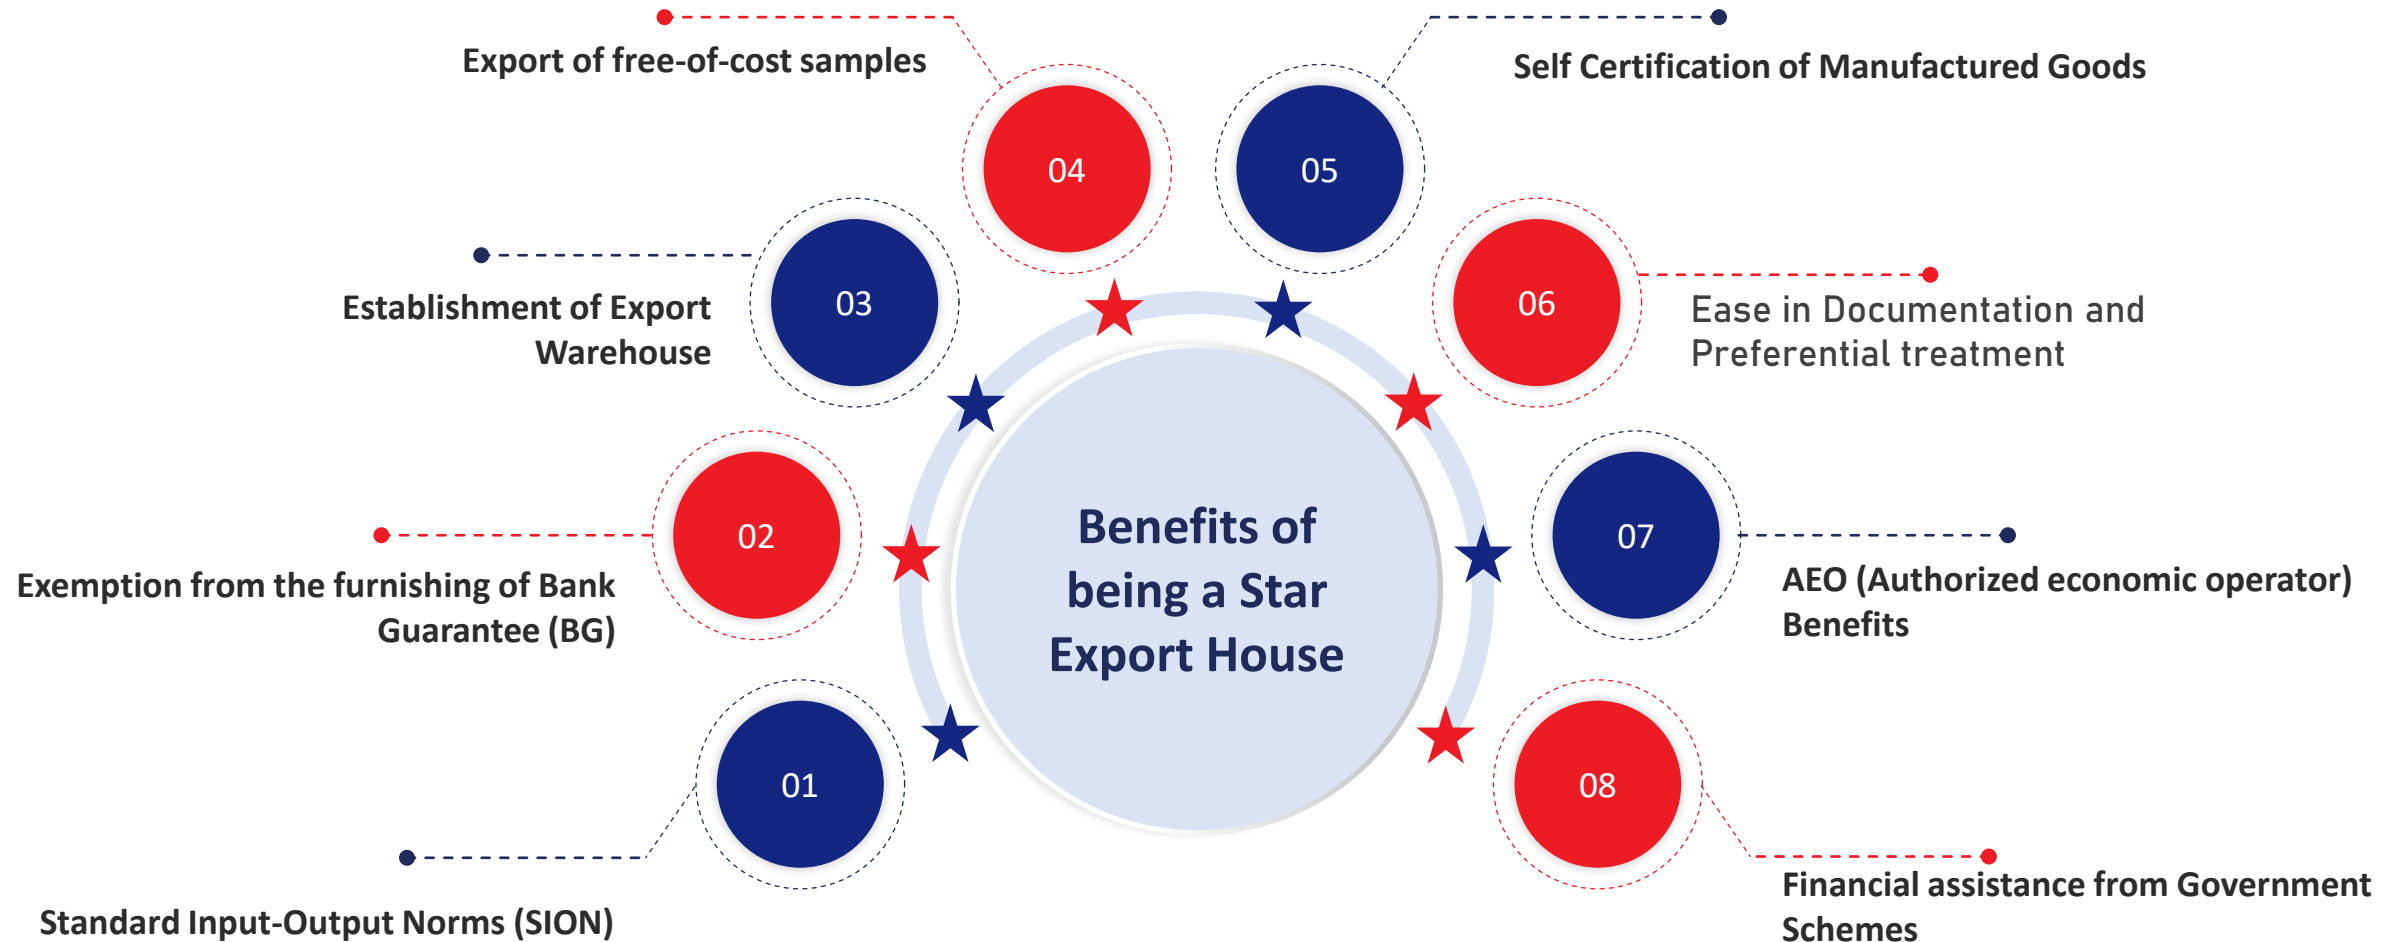 Export of free-of-cost samples
04
05
Self Certification of Manufactured Goods
Establishment of Export
Warehouse
03
06
Ease in Documentation and
Preferential treatment
Exemption from the furnishing of Bank
Guarantee (BG)
02
Benefits of
being a Star
Export House
07
AEO (Authorized economic operator)
Benefits
Standard Input-Output Norms (SION)
01
08
Financial assistance from Government
Schemes